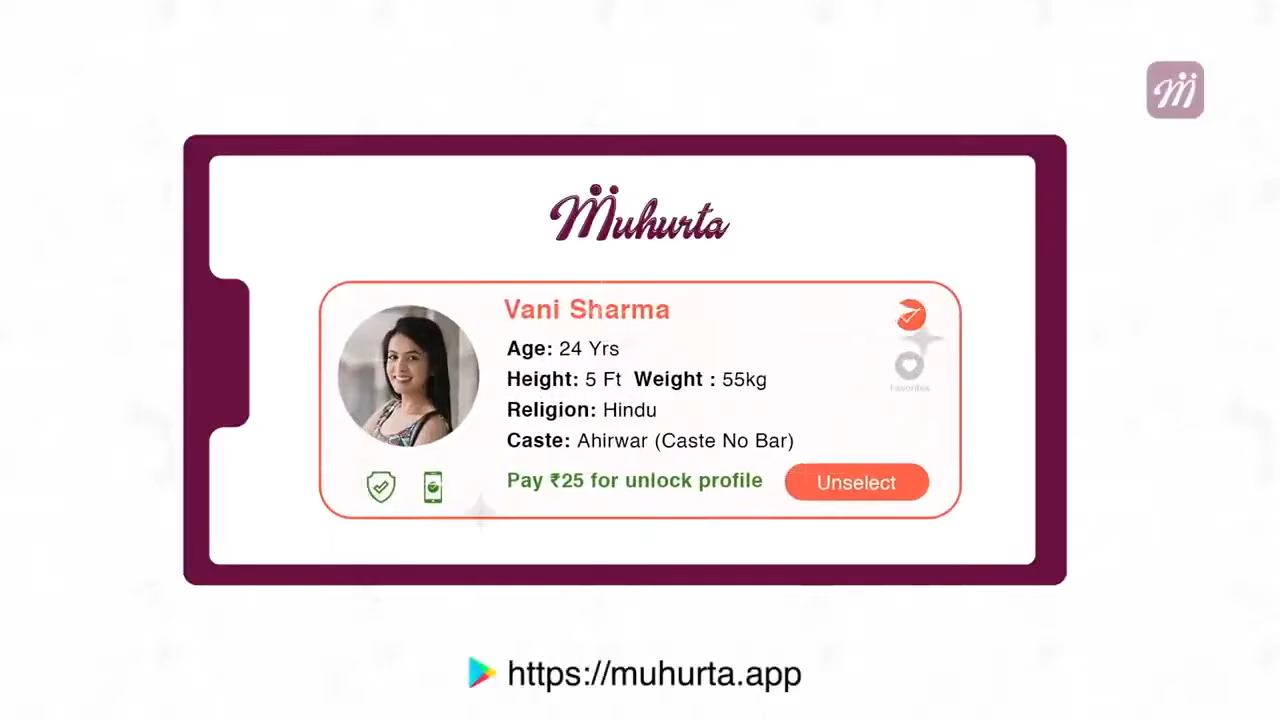 Muhurta
Vani Sharma
Age: 24 Yrs
Height: 5 Ft Weight : 55kg
Favorites
Religion: Hindu
Caste: Ahirwar (Caste No Bar)
Pay ₹25 for unlock profile
Unselect
https://muhurta.app